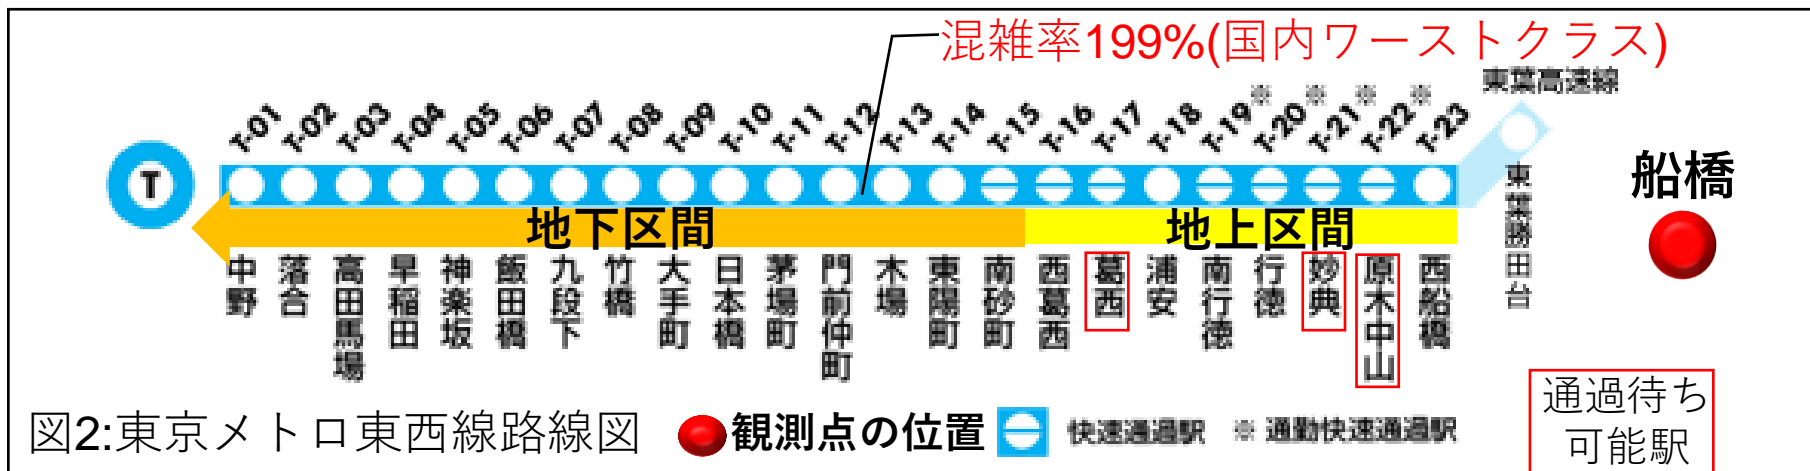 混雑率199%(国内ワーストクラス)
東葉高速線
T-01 T-02 T-03 T-04 T-05 T-06 T-07 T-08 T-09 T-10 T-11 T-12 T-13 T-14 T-15 T-16 T-17 T-18 T-19 ※T-20 ※T-21 ※T-22 ※T-23
T
船橋
地下区間
地上区間
中野
落合
高田馬場
早稲田
神楽坂
飯田橋
九段下
竹橋
大手町
日本橋
茅場町
門前仲町
木場
東陽町
南砂町
西葛西
葛西
浦安
南行徳
行徳
妙典
原木中山
西船橋
東葉勝田台
図2:東京メトロ東西線路線図
観測点の位置
快速通過駅
※ 通勤快速通過駅
通過待ち
可能駅